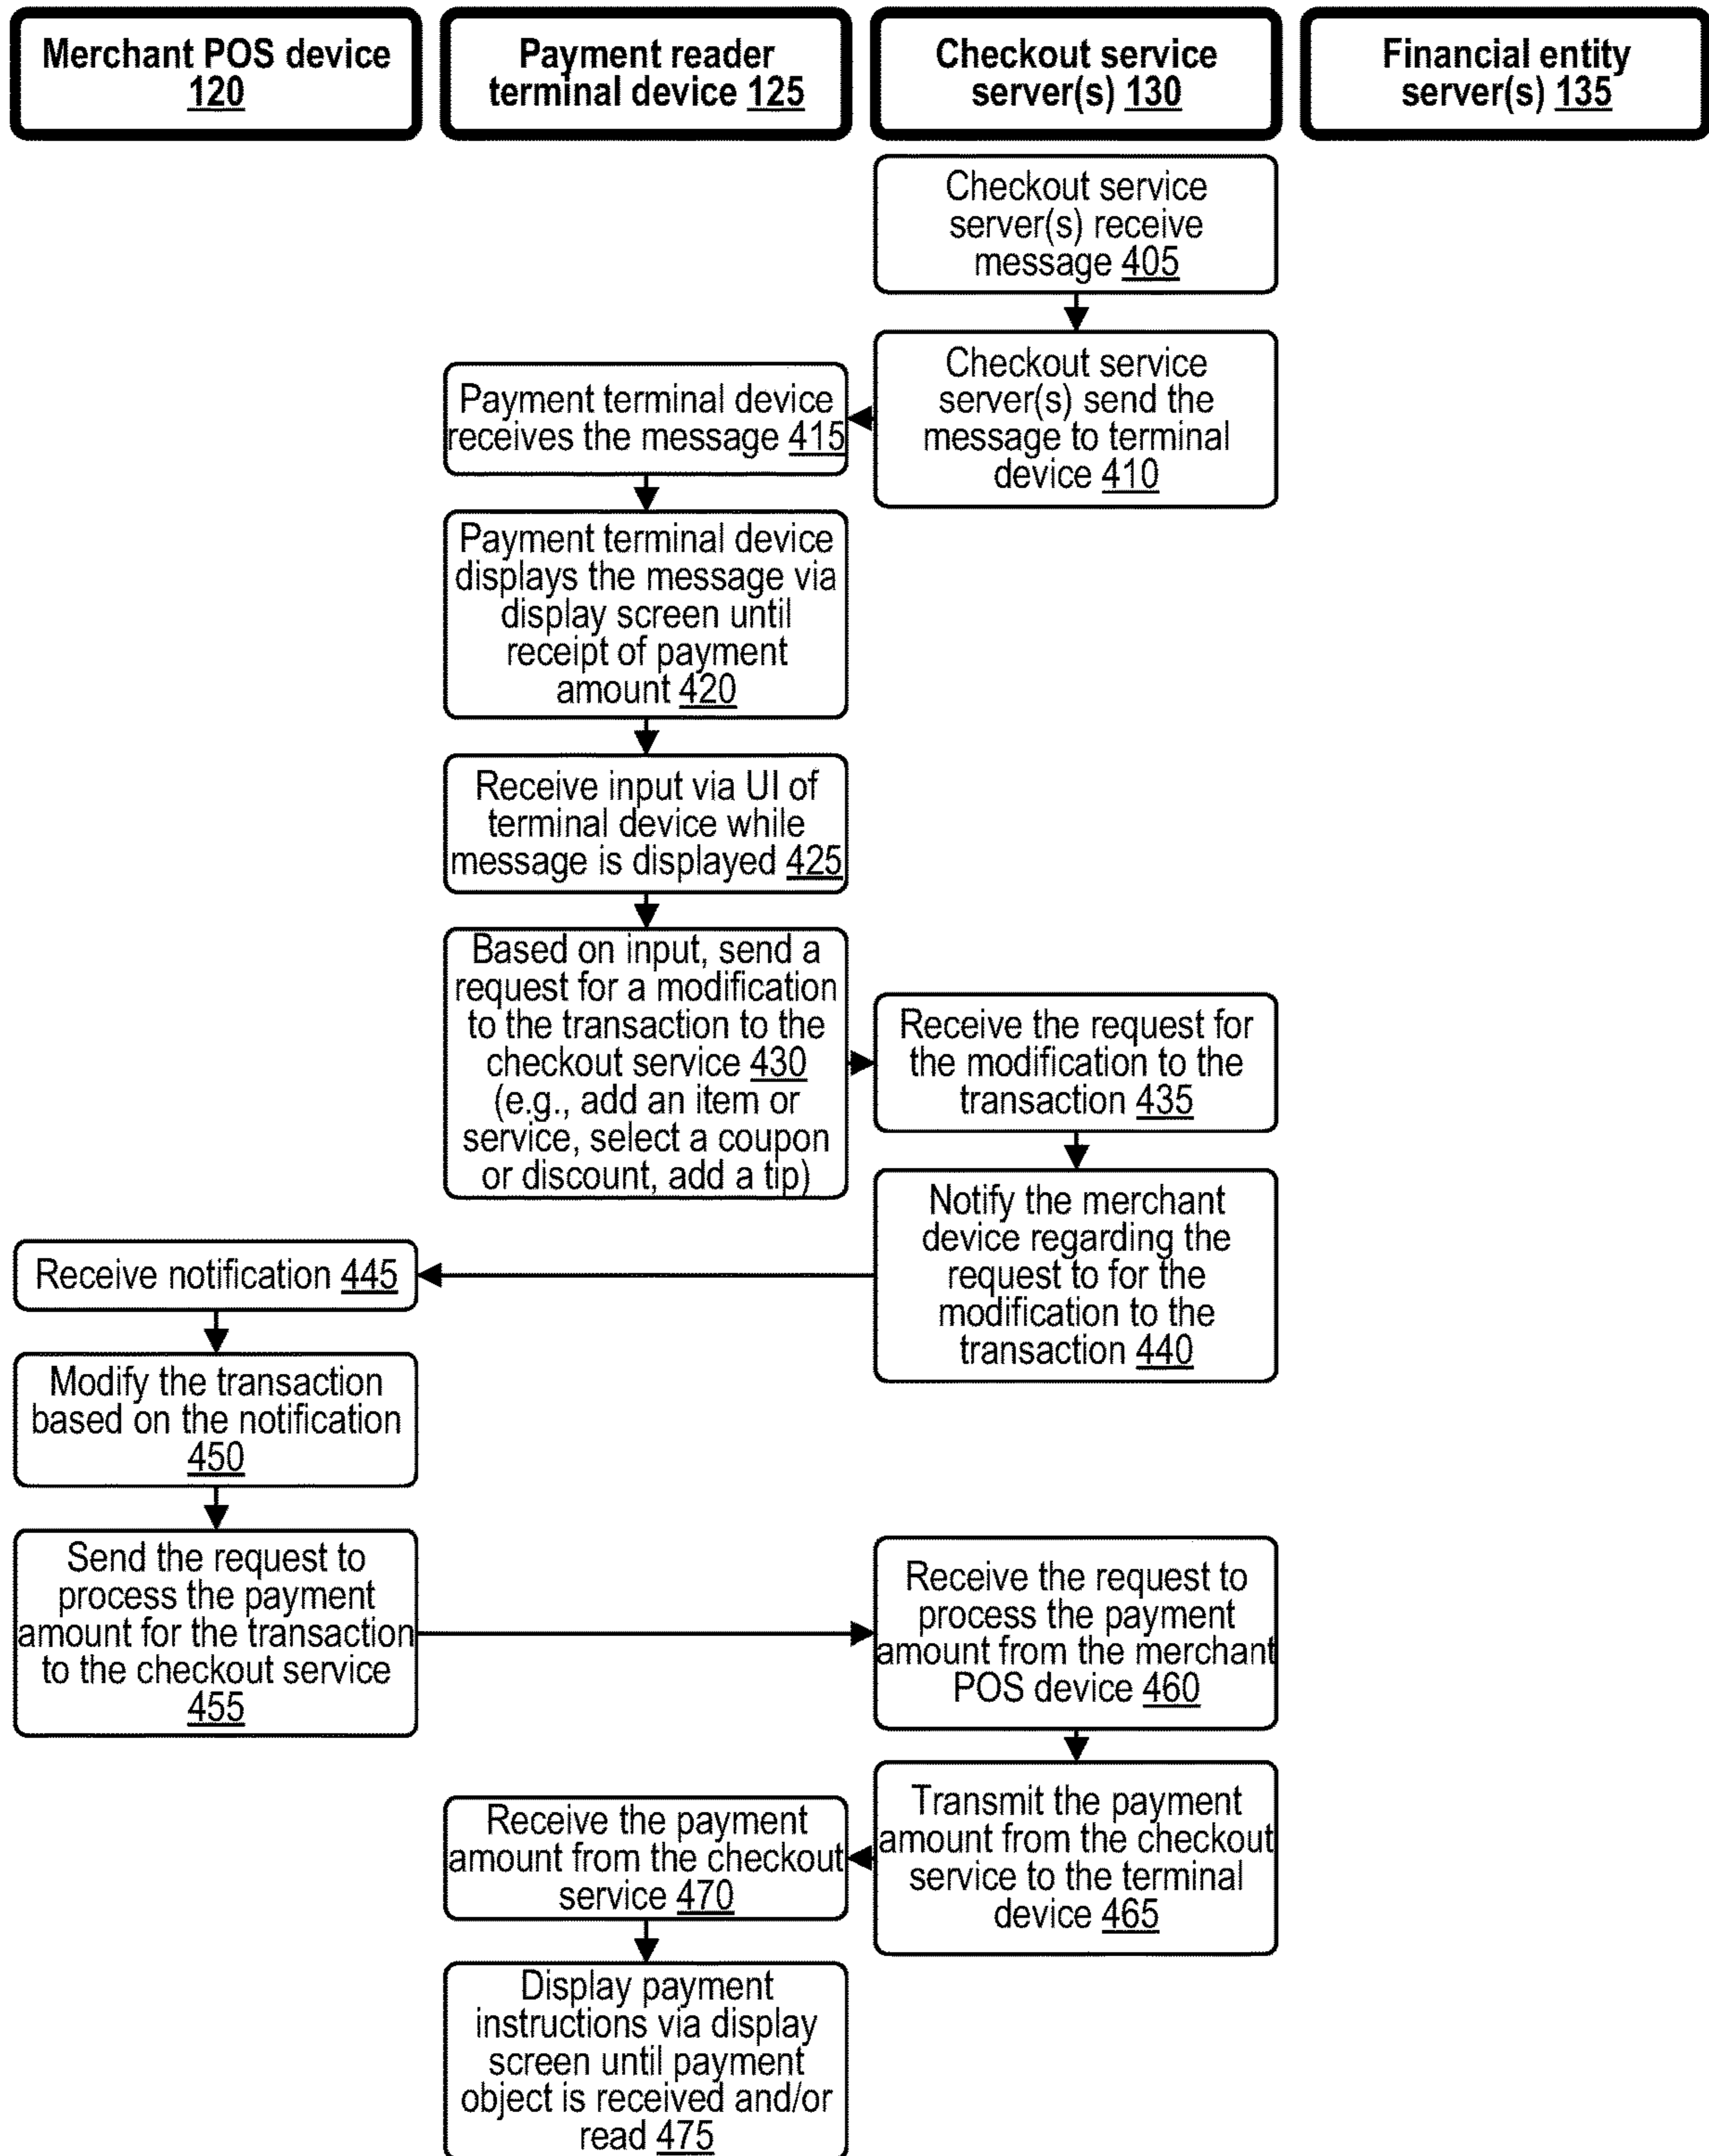 Merchant POS device
120
Payment reader
terminal device 125
Checkout service
server(s) 130
Financial entity
server(s) 135
Checkout service
server(s) receive
message 405
Checkout service
server(s) send the
message to terminal
device 410
Payment terminal device
receives the message 415
Payment terminal device
displays the message via
display screen until
receipt of payment
amount 420
Receive input via UI of
terminal device while
message is displayed 425
Based on input, send a
request for a modification
to the transaction to the
checkout service 430
(e.g., add an item or
service, select a coupon
or discount, add a tip)
Receive the request for
the modification to the
transaction 435
Notify the merchant
device regarding the
request to for the
modification to the
transaction 440
Receive notification 445
Modify the transaction
based on the notification
450
Send the request to
process the payment
amount for the transaction
to the checkout service
455
Receive the request to
process the payment
amount from the merchant
POS device 460
Transmit the payment
amount from the checkout
service to the terminal
device 465
Receive the payment
amount from the checkout
service 470
Display payment
instructions via display
screen until payment
object is received and/or
read 475